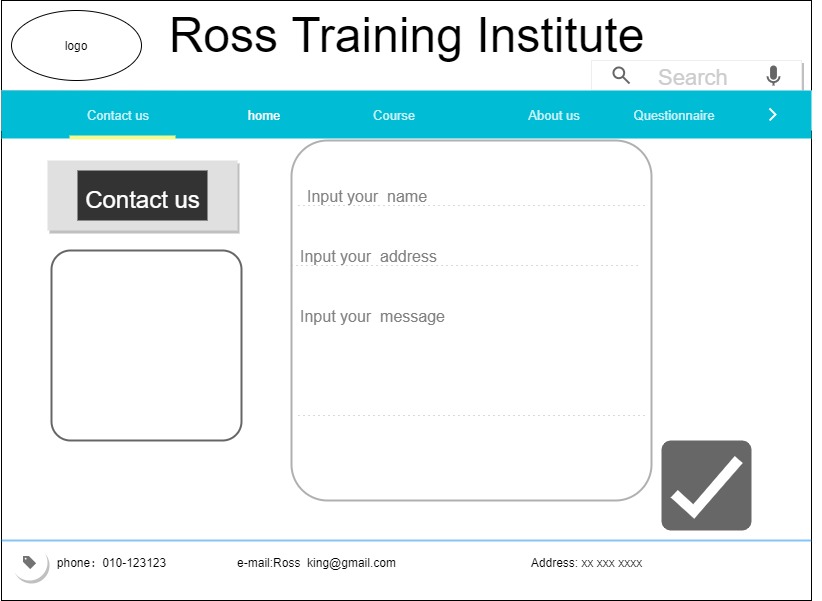 Ross Training Institute
logo
Search
Contact us home Course About us Questionnaire
Contact us
Input your name
Input your address
Input your message
phone：010-123123 e-mail:Ross king@gmail.com Address: xx xxx xxxx